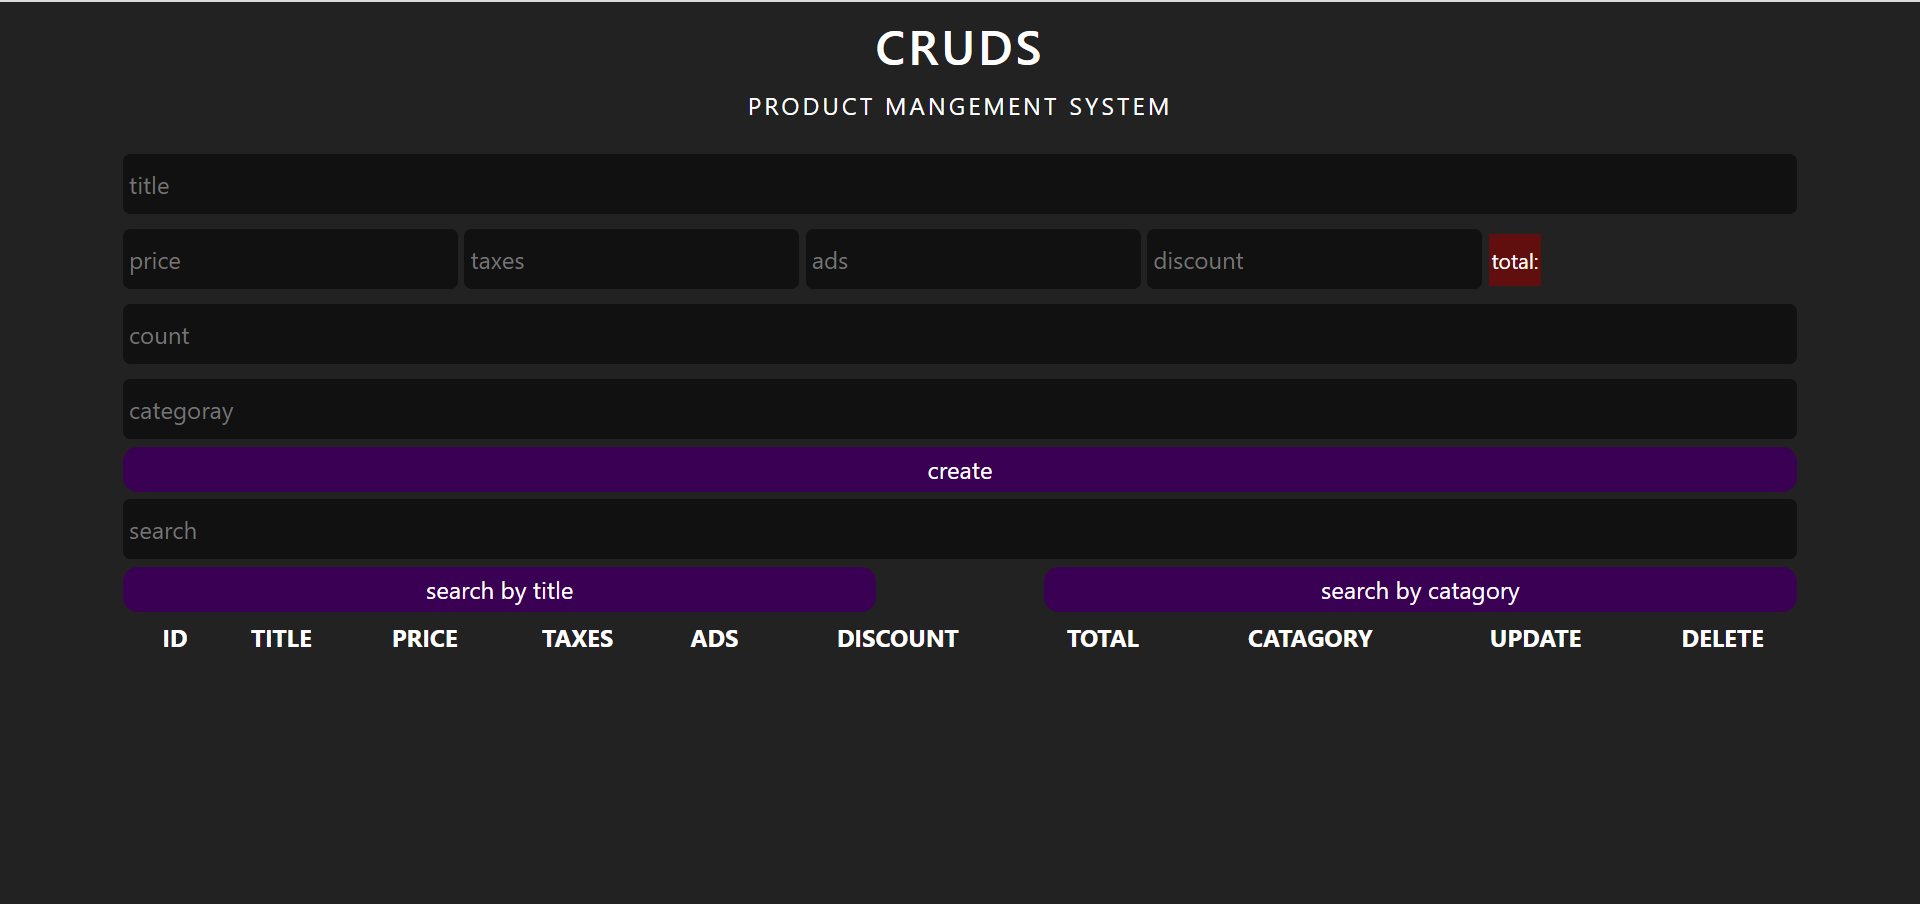 CRUDS
PRODUCT MANGEMENT SYSTEM
title
price taxes ads discount total:
count
categoray
create
search
search by title search by catagory
ID TITLE PRICE TAXES ADS DISCOUNT TOTAL CATAGORY UPDATE DELETE